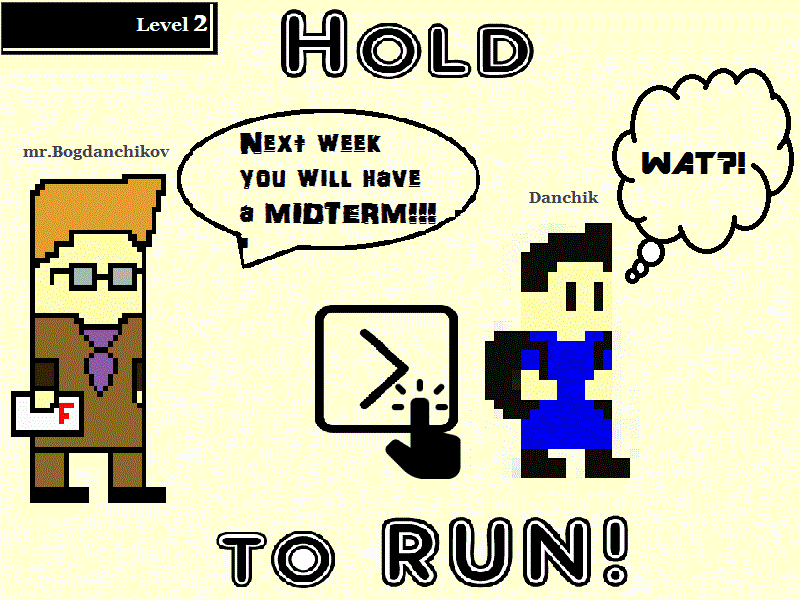 Level 2
HOLD
mr.Bogdanchikov
NEXt WEEK
YOU WILL HaVE
a MIDTERM!!!
WAT?!
Danchik
F
TO RUN!